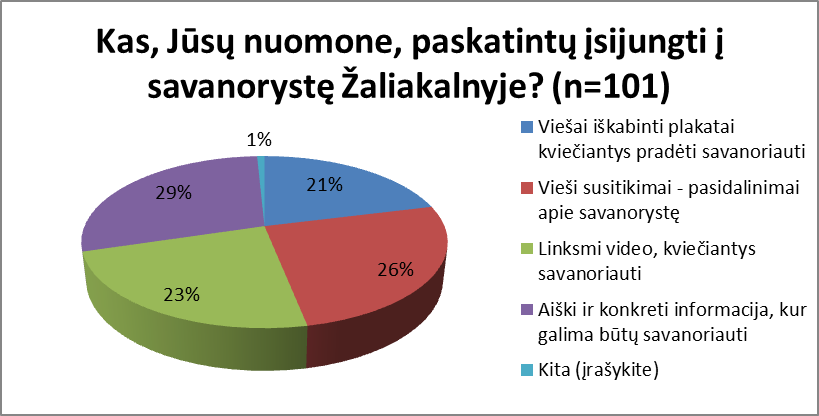 Kas, Jūsų nuomone, paskatintų įsijungti į
savanorystę Žaliakalnyje? (n=101)
1%
21%
29%
26%
23%
Viešai iškabinti plakatai
kviečiantys pradėti savanoriauti
Vieši susitikimai - pasidalinimai
apie savanorystę
Linksmi video, kviečiantys
savanoriauti
Aiški ir konkreti informacija, kur
galima būtų savanoriauti
Kita (įrašykite)